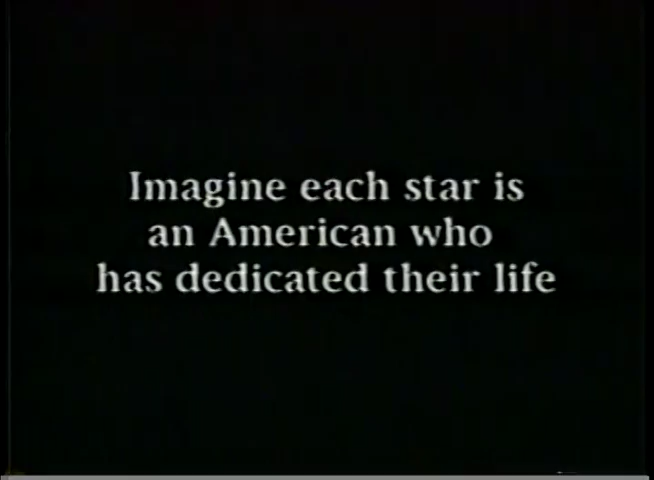 Imagine each star is
an American who
has dedicated their life